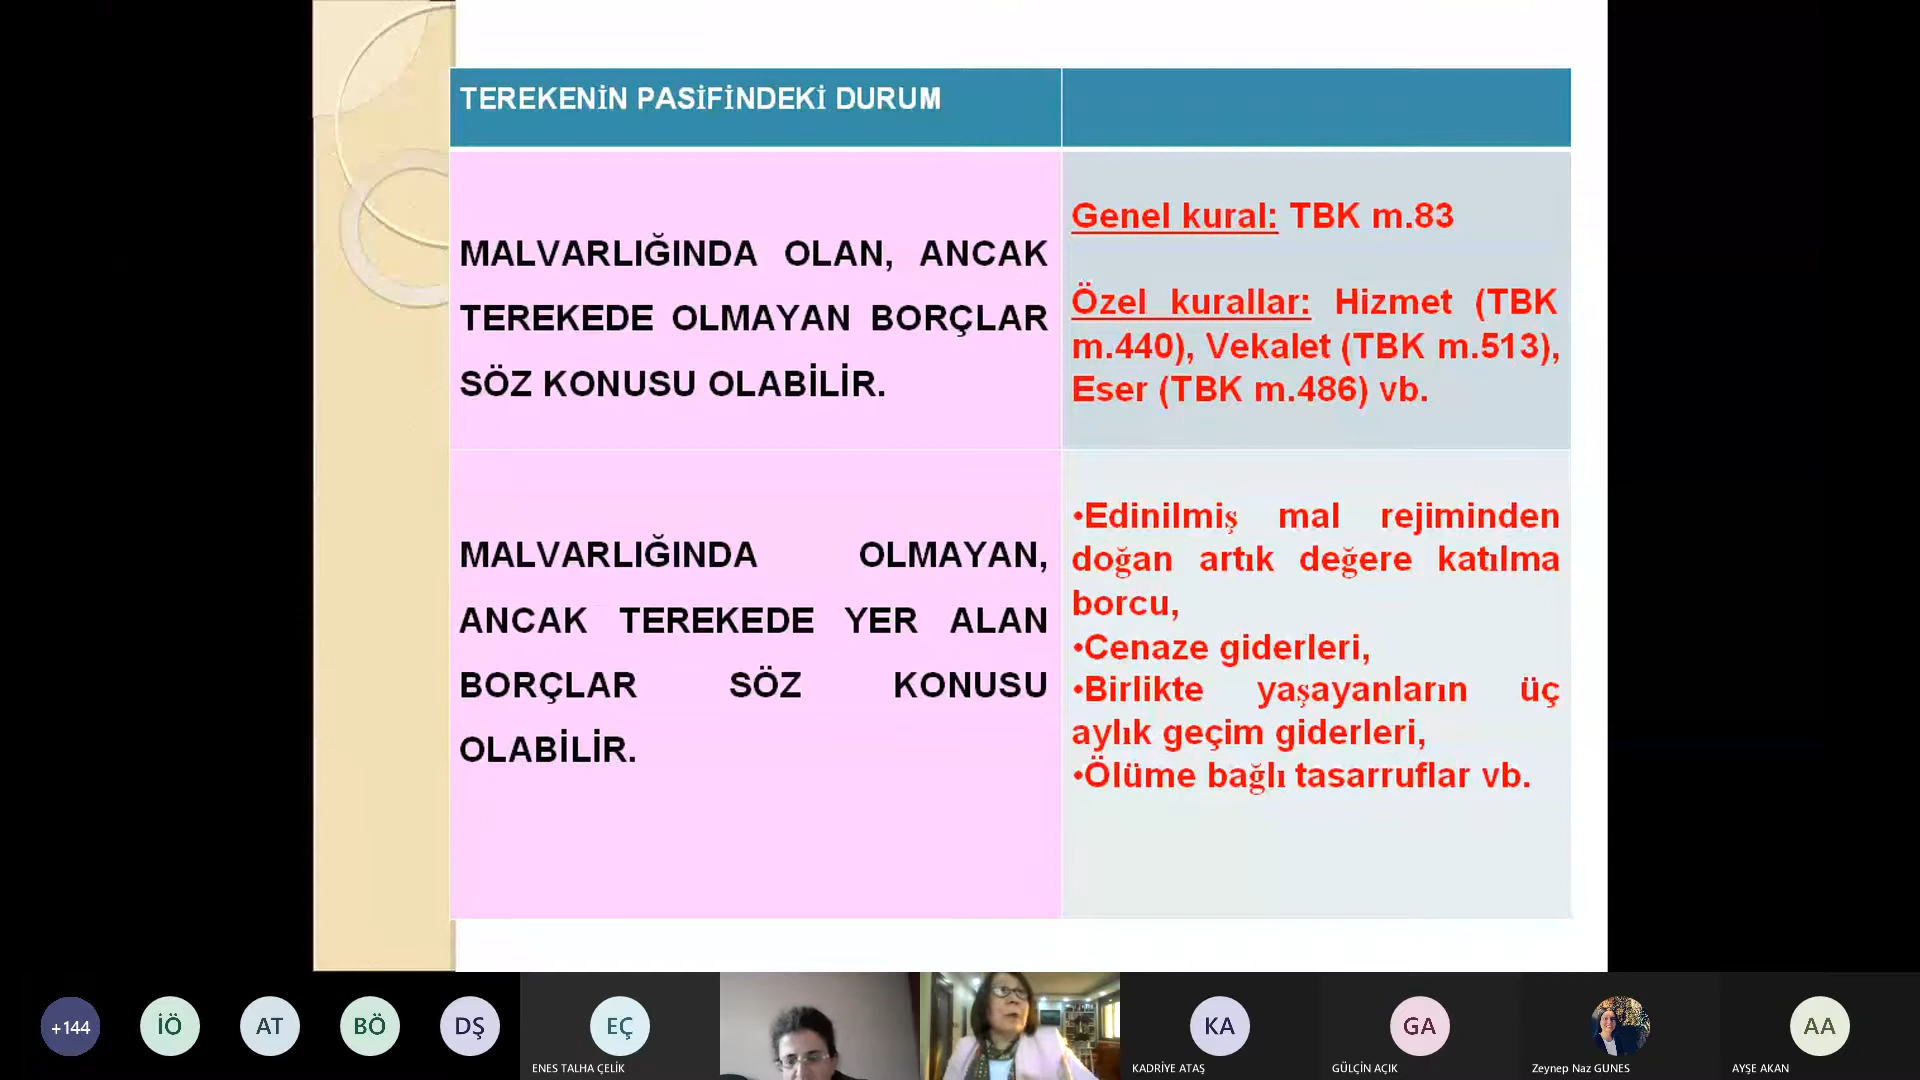 TEREKENİN PASİFİNDEKİ DURUM
MALVARLIĞINDA OLAN, ANCAK
TEREKEDE OLMAYAN BORÇLAR
SÖZ KONUSU OLABİLİR.
Genel kural: TBK m.83
Özel kurallar: Hizmet (TBK
m.440), Vekalet (TBK m.513),
Eser (TBK m.486) vb.
MALVARLIĞINDA OLMAYAN,
ANCAK TEREKEDE YER ALAN
BORÇLAR SÖZ KONUSU
OLABİLİR.
•Edinilmiş mal rejiminden
doğan artık değere katılma
borcu,
•Cenaze giderleri,
•Birlikte yaşayanların üç
aylık geçim giderleri,
•Ölüme bağlı tasarruflar vb.
+144
İÖ
AT
BÖ
DŞ
EÇ
ENES TALHA ÇELİK
KA
KADRİYE ATAŞ
GA
GÜLÇİN AÇIK
Zeynep Naz GUNES
AA
AYŞE AKAN